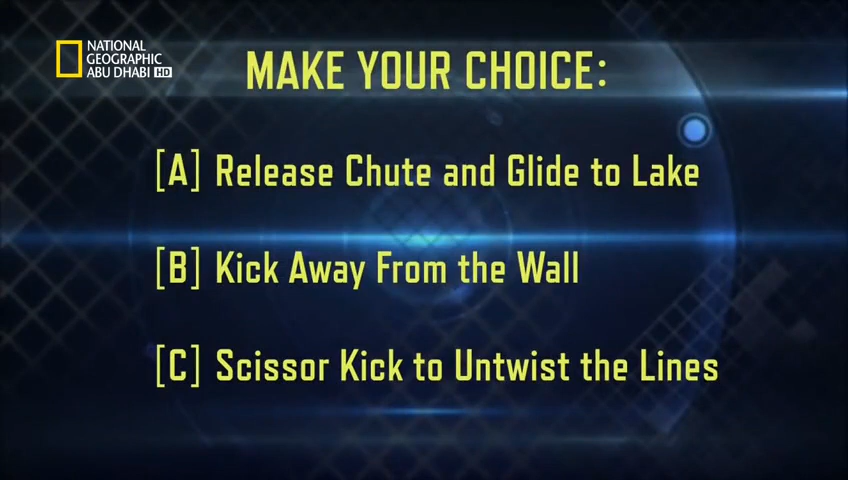 NATIONAL
GEOGRAPHIC
ABU DHABI HD
MAKE YOUR CHOICE:
[A] Release Chute and Glide to Lake
[B] Kick Away From the Wall
[C] Scissor Kick to Untwist the Lines